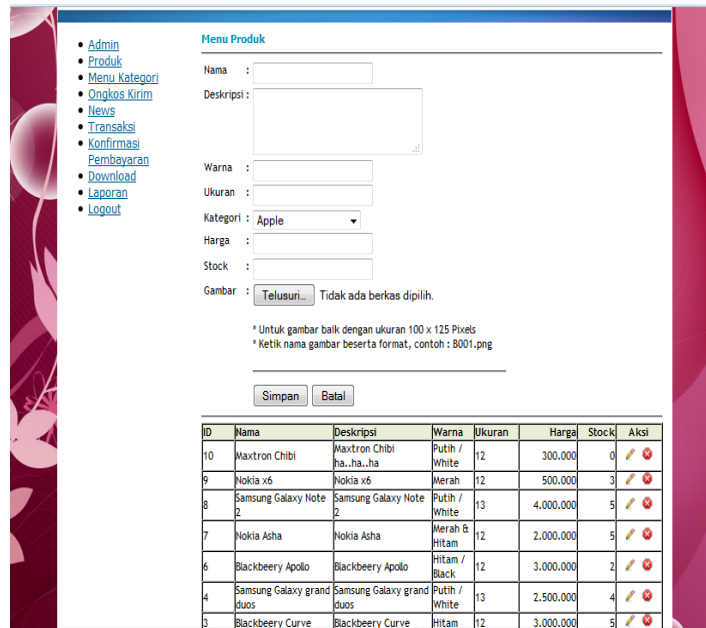 Admin
Produk
Menu Kategori
Ongkos Kirim
News
Transaksi
Konfirmasi
Pembayaran
Download
Laporan
Logout
Menu Produk
Nama :
Deskripsi :
Warna :
Ukuran :
Kategori : Apple
Harga :
Stock :
Gambar : Telusuri.. Tidak ada berkas dipilih.
* Untuk gambar baik dengan ukuran 100 x 125 Pixels
* Ketik nama gambar beserta format, contoh : B001.png
Simpan Batal
ID Nama Deskripsi Warna Ukuran Harga Stock Aksi
10 Maxtron Chibi Maxtron Chibi ha..ha..ha Putih / White 12 300.000 0
9 Nokia x6 Nokia x6 Merah 12 500.000 3
8 Samsung Galaxy Note 2 Samsung Galaxy Note 2 Putih / White 13 4.000.000 5
7 Nokia Asha Nokia Asha Merah & Hitam 12 2.000.000 5
6 Blackbeery Apollo Blackbeery Apollo Hitam / Black 12 3.000.000 2
4 Samsung Galaxy grand duos Samsung Galaxy grand duos Putih / White 13 2.500.000 4
3 Blackbeery Curve Blackbeery Curve Hitam 12 3.000.000 5